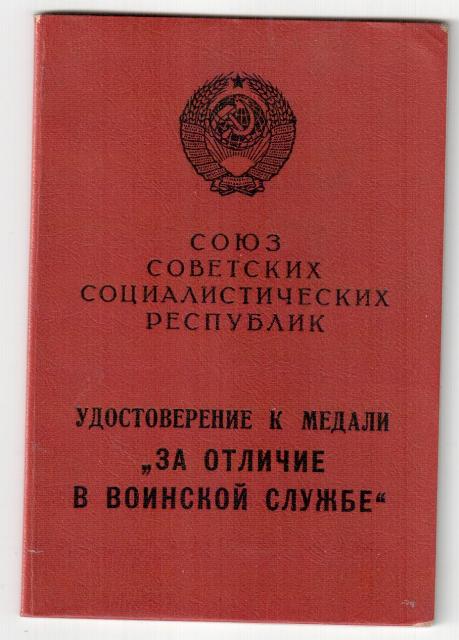 СОЮЗ
СОВЕТСКИХ
СОЦИАЛИСТИЧЕСКИХ
РЕСПУБЛИК
УДОСТОВЕРЕНИЕ К МЕДАЛИ
„ЗА ОТЛИЧИЕ
В ВОИНСКОЙ СЛУЖБЕ“